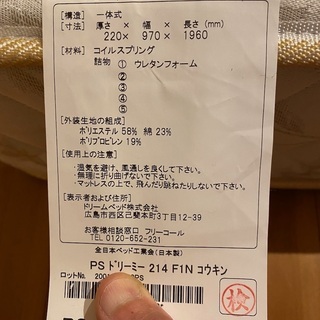 [構造] 一体式
[寸法] 厚さ × 幅 × 長さ (mm)
220× 970× 1960
[材料] コイルスプリング
詰物 ① ウレタンフォーム
②
③
④
⑤
[外装生地の組成]
ポリエステル 58% 綿 23%
ポリプロピレン 19%
[使用上の注意]
・湿気を避け、風通しを良くして下さい。
・無理に折り曲げないで下さい。
・マットレスの上で、飛んだり跳ねたりしないで下さい。
[表示者および住所]
ドリームベッド株式会社
広島市西区己斐本町3丁目12-39
お客様相談窓口 フリーコール
TEL 0120-652-231
全日本ベッド工業会(日本製)
PS ドリーミー 214 F1N コウキン
ロットNo.
検